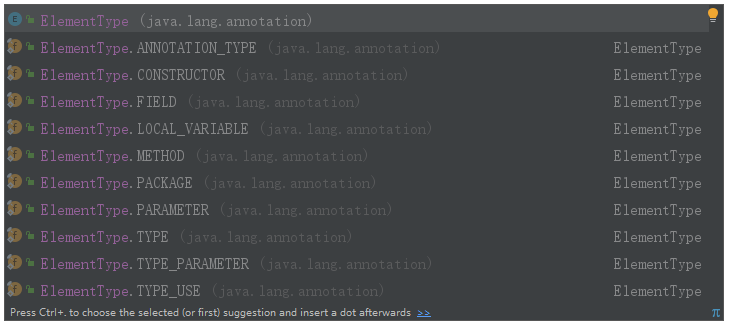 ElementType (java.lang.annotation)
ElementType.ANNOTATION_TYPE (java.lang.annotation) ElementType
ElementType.CONSTRUCTOR (java.lang.annotation) ElementType
ElementType.FIELD (java.lang.annotation) ElementType
ElementType.LOCAL_VARIABLE (java.lang.annotation) ElementType
ElementType.METHOD (java.lang.annotation) ElementType
ElementType.PACKAGE (java.lang.annotation) ElementType
ElementType.PARAMETER (java.lang.annotation) ElementType
ElementType.TYPE (java.lang.annotation) ElementType
ElementType.TYPE_PARAMETER (java.lang.annotation) ElementType
ElementType.TYPE_USE (java.lang.annotation) ElementType
Press Ctrl+. to choose the selected (or first) suggestion and insert a dot afterwards >> π